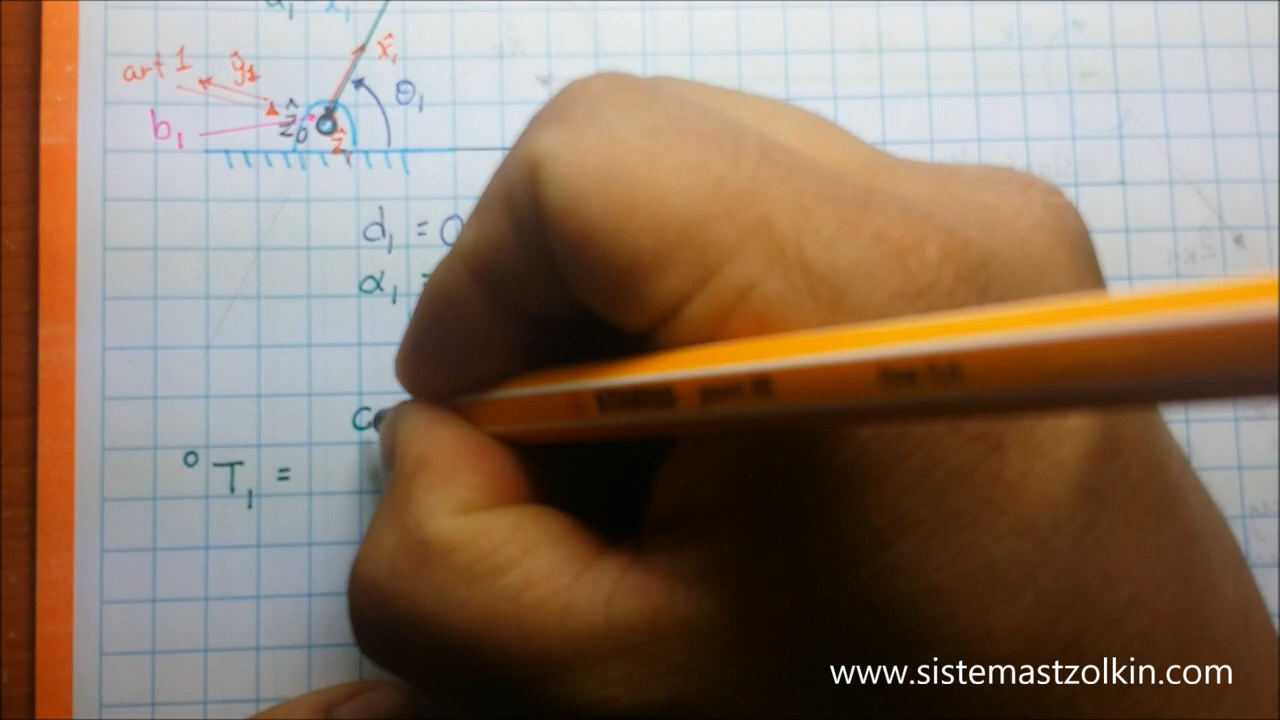 x̂₁
art 1 ŷ₁
θ₁
b₁ ẑ₀
ẑ₁
d₁ = 0
α₁ =
⁰T₁ =
www.sistemastzolkin.com